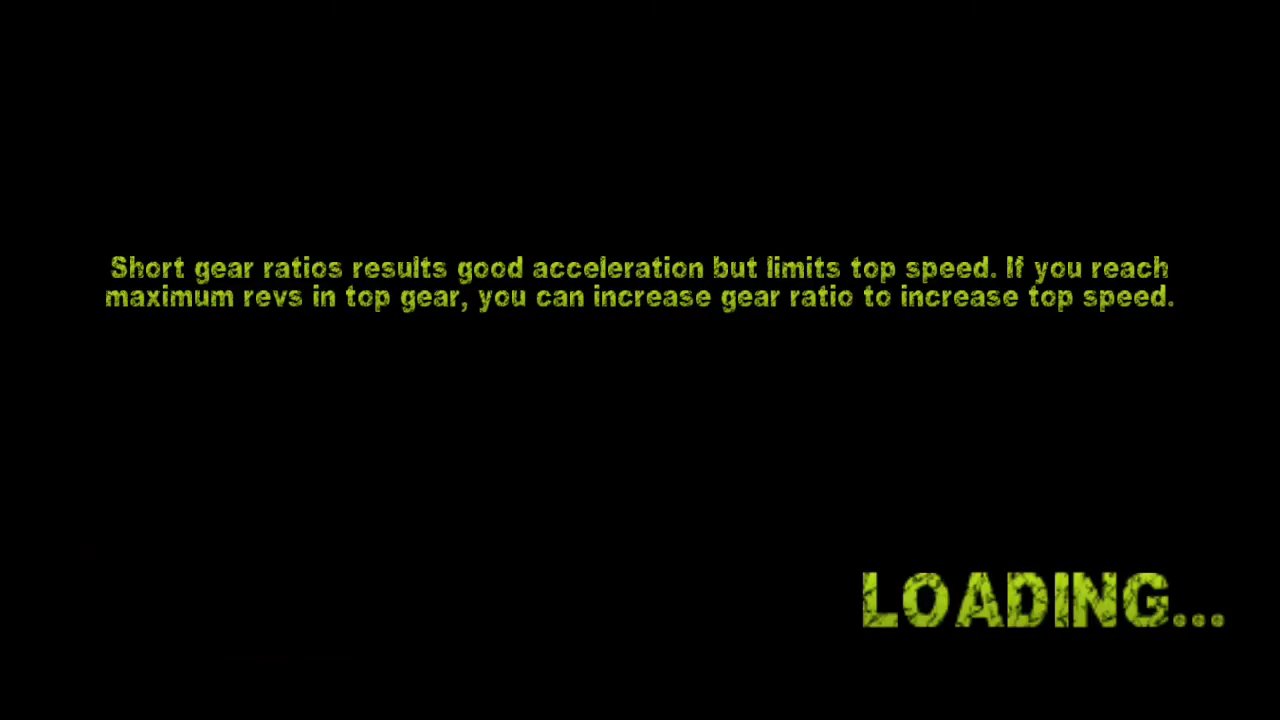 Short gear ratios results good acceleration but limits top speed. If you reach
maximum revs in top gear, you can increase gear ratio to increase top speed.
LOADING...